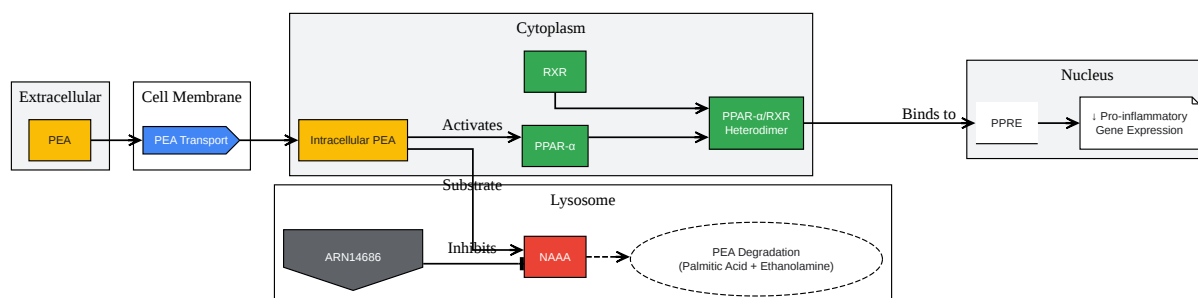 Extracellular
PEA
Cell Membrane
PEA Transport
Cytoplasm
RXR
Intracellular PEA
Activates
PPAR-α
PPAR-α/RXR
Heterodimer
Substrate
Binds to
Nucleus
PPRE
↓ Pro-inflammatory
Gene Expression
Lysosome
ARN14686
Inhibits
NAAA
PEA Degradation
(Palmitic Acid + Ethanolamine)